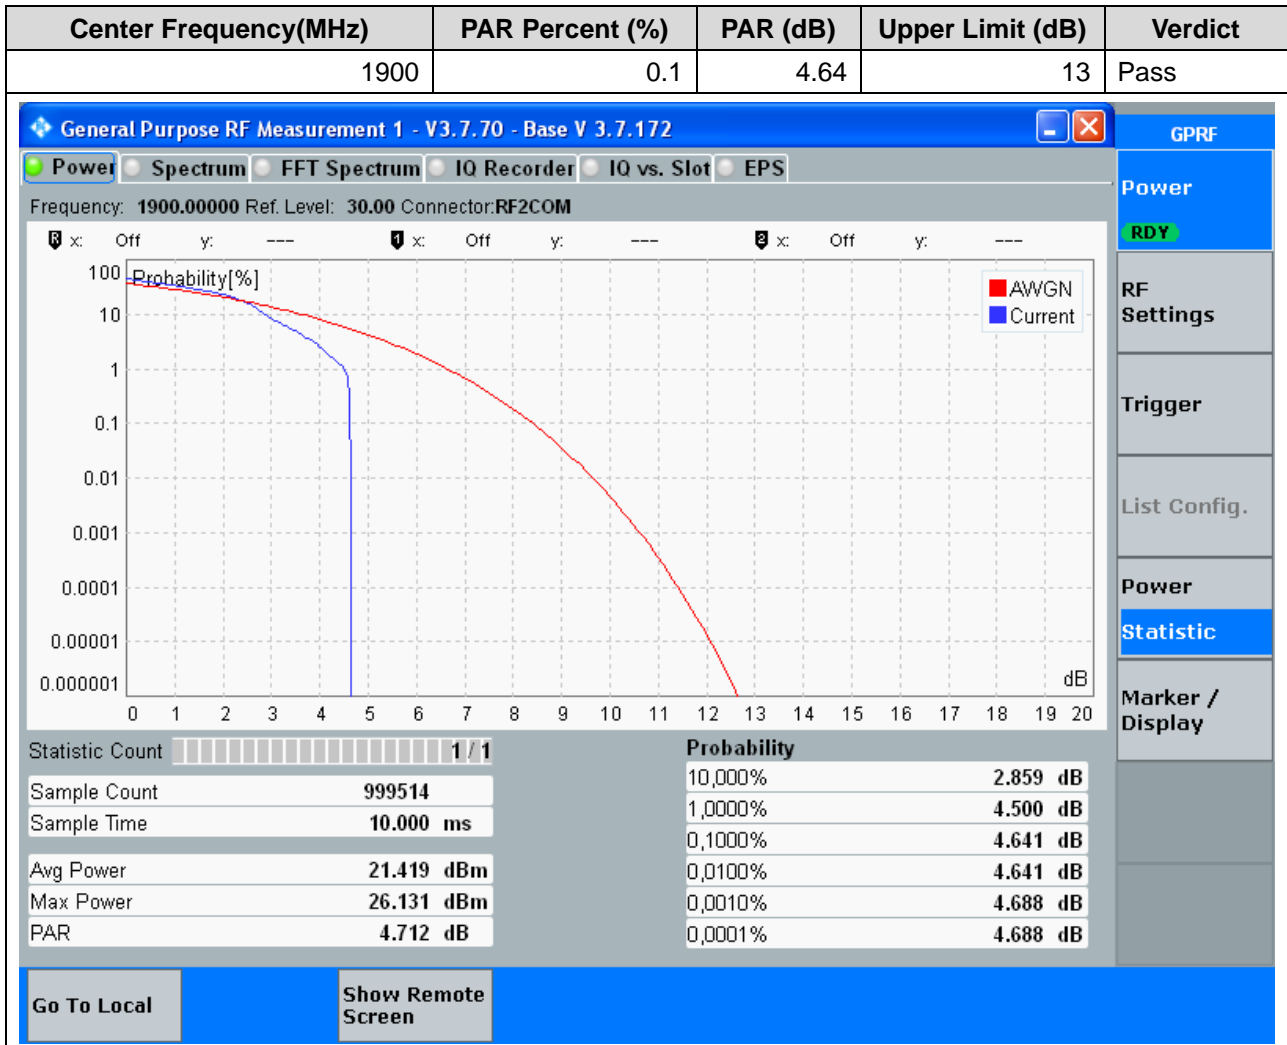 Center Frequency(MHz) PAR Percent (%) PAR (dB) Upper Limit (dB) Verdict
1900 0.1 4.64 13 Pass
General Purpose RF Measurement 1 - V3.7.70 - Base V 3.7.172
GPRF
Power Spectrum FFT Spectrum IQ Recorder IQ vs. Slot EPS
Frequency: 1900.00000 Ref. Level: 30.00 Connector:RF2COM
R x: Off y: --- 1 x: Off y: --- 2 x: Off y: ---
Probability[%]
100
10
1
0.1
0.01
0.001
0.0001
0.00001
0.000001
AWGN
Current
dB
0 1 2 3 4 5 6 7 8 9 10 11 12 13 14 15 16 17 18 19 20
Statistic Count 1 / 1
Sample Count 999514
Sample Time 10.000 ms
Avg Power 21.419 dBm
Max Power 26.131 dBm
PAR 4.712 dB
Probability
10,000% 2.859 dB
1,0000% 4.500 dB
0,1000% 4.641 dB
0,0100% 4.641 dB
0,0010% 4.688 dB
0,0001% 4.688 dB
Power
RDY
RF
Settings
Trigger
List Config.
Power
Statistic
Marker /
Display
Go To Local
Show Remote
Screen